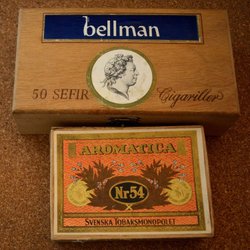 bellman
50 SEFIR Cigariller
AROMATICA
Nr 54
SVENSKA TOBAKSMONOPOLET